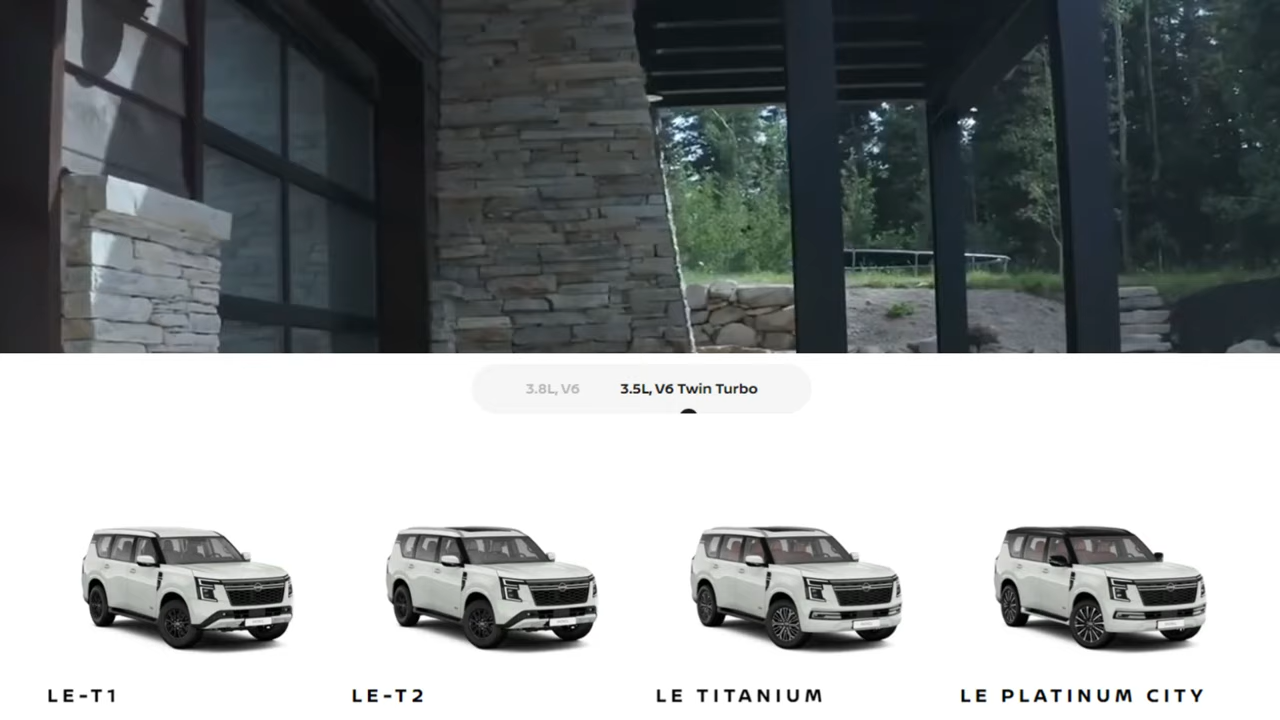 3.8L, V6
3.5L, V6 Twin Turbo
LE-T1
LE-T2
LE TITANIUM
LE PLATINUM CITY